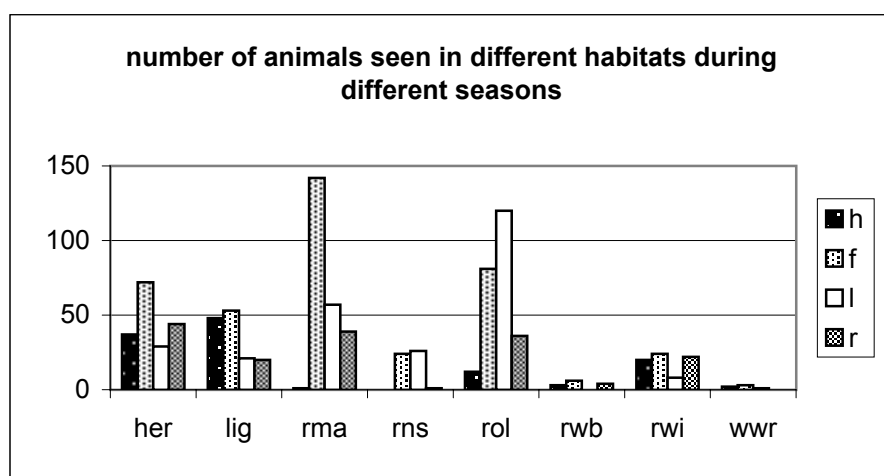 number of animals seen in different habitats during
different seasons
150
100
50
0
her lig rma rns rol rwb rwi wwr
h
f
l
r